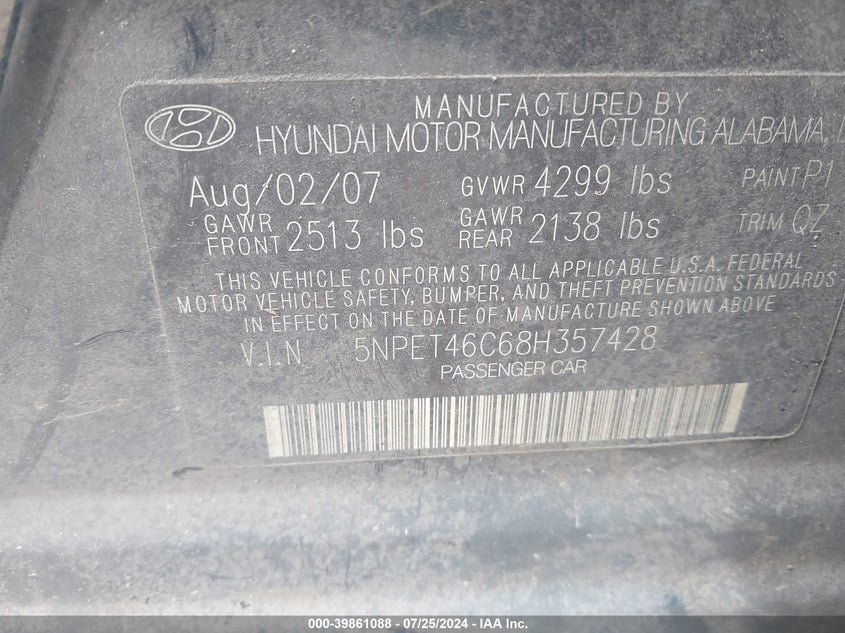 MANUFACTURED BY
HYUNDAI MOTOR MANUFACTURING ALABAMA,
Aug/02/07 GVWR 4299 lbs PAINT P1
GAWR FRONT 2513 lbs GAWR REAR 2138 lbs TRIM QZ
THIS VEHICLE CONFORMS TO ALL APPLICABLE U.S.A. FEDERAL
MOTOR VEHICLE SAFETY, BUMPER, AND THEFT PREVENTION STANDARDS
IN EFFECT ON THE DATE OF MANUFACTURE SHOWN ABOVE
V.I.N 5NPET46C68H357428
PASSENGER CAR
000-39861088 - 07/25/2024 - IAA Inc.